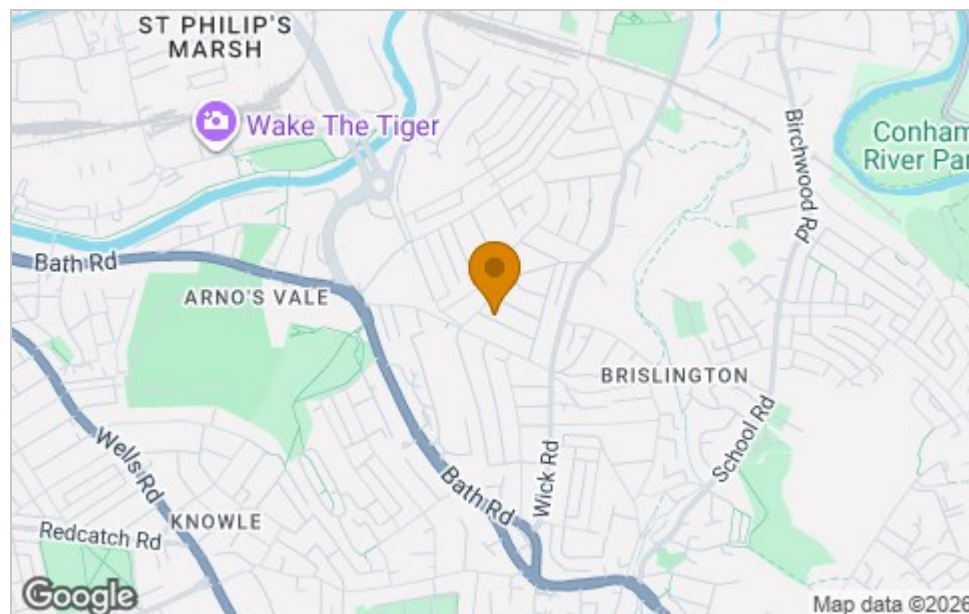 ST PHILIP'S
MARSH
Wake The Tiger
Birchwood Rd
Conham
River Par
Bath Rd
ARNO'S VALE
BRISLINGTON
Wells Rd
Bath Rd
Wick Rd
School Rd
KNOWLE
Redcatch Rd
Google
Map data ©2026